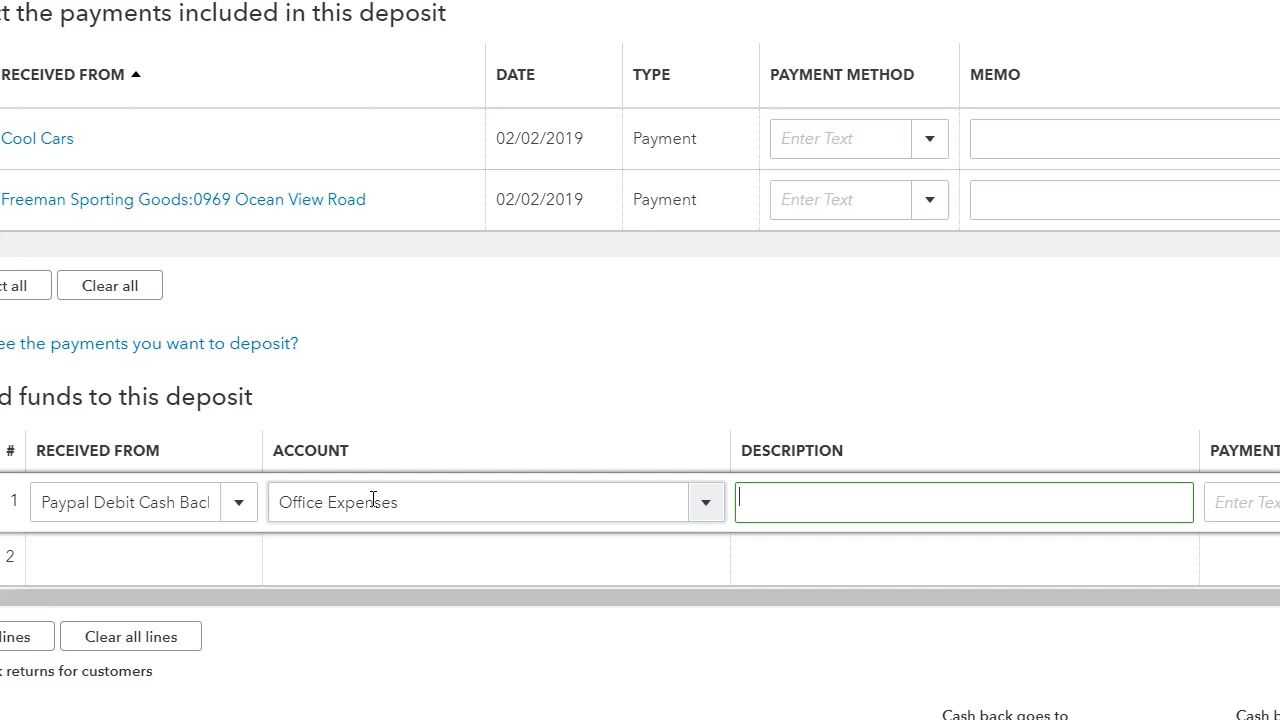 t the payments included in this deposit
RECEIVED FROM DATE TYPE PAYMENT METHOD MEMO
Cool Cars 02/02/2019 Payment Enter Text
Freeman Sporting Goods:0969 Ocean View Road 02/02/2019 Payment Enter Text
ct all Clear all
ee the payments you want to deposit?
d funds to this deposit
# RECEIVED FROM ACCOUNT DESCRIPTION PAYMENT
1 Paypal Debit Cash Back Office Expenses Enter Tex
2
lines Clear all lines
k returns for customers
Cash back goes to Cash b